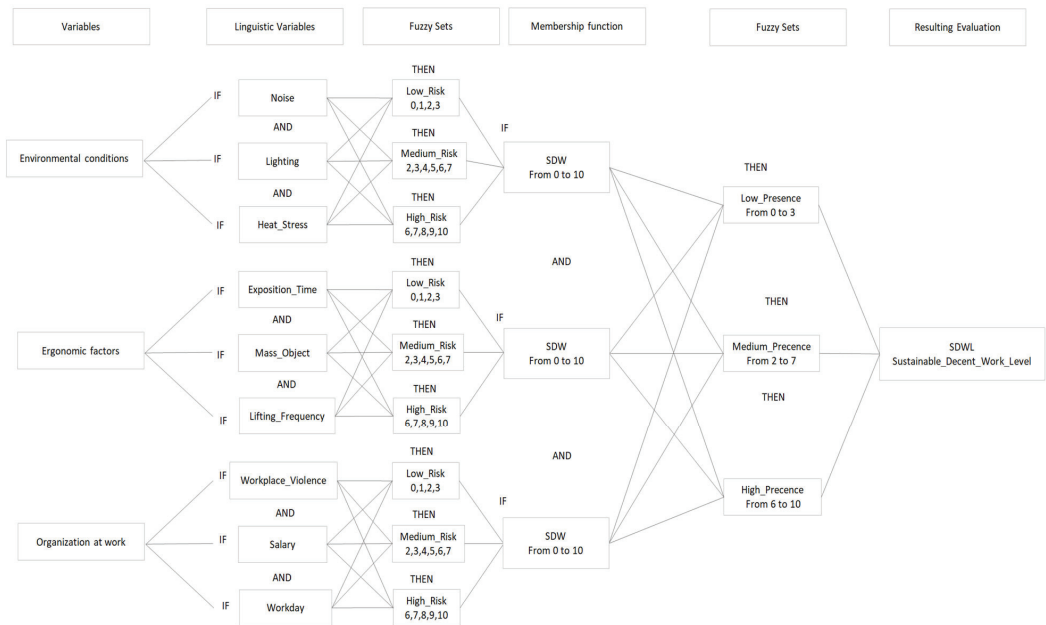 Variables
Linguistic Variables
Fuzzy Sets
Membership function
Fuzzy Sets
Resulting Evaluation
Environmental conditions
IF
Noise
AND
IF
Lighting
AND
IF
Heat_Stress
THEN
Low_Risk
0,1,2,3
THEN
Medium_Risk
2,3,4,5,6,7
THEN
High_Risk
6,7,8,9,10
IF
SDW
From 0 to 10
Ergonomic factors
IF
Exposition_Time
AND
IF
Mass_Object
AND
IF
Lifting_Frequency
THEN
Low_Risk
0,1,2,3
THEN
Medium_Risk
2,3,4,5,6,7
THEN
High_Risk
6,7,8,9,10
AND
IF
SDW
From 0 to 10
Organization at work
IF
Workplace_Violence
AND
IF
Salary
AND
IF
Workday
THEN
Low_Risk
0,1,2,3
THEN
Medium_Risk
2,3,4,5,6,7
THEN
High_Risk
6,7,8,9,10
AND
IF
SDW
From 0 to 10
THEN
Low_Presence
From 0 to 3
THEN
Medium_Precence
From 2 to 7
THEN
High_Precence
From 6 to 10
SDWL
Sustainable_Decent_Work_Level